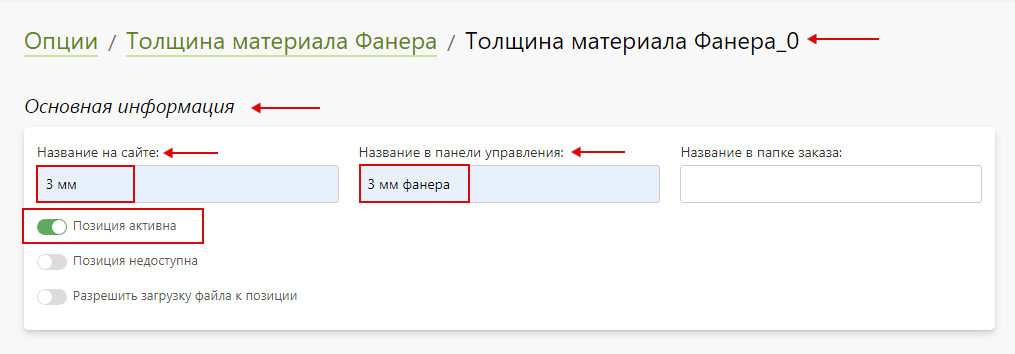 Опции / Толщина материала Фанера / Толщина материала Фанера_0
Основная информация
Название на сайте: Название в панели управления: Название в папке заказа:
3 мм 3 мм фанера
Позиция активна
Позиция недоступна
Разрешить загрузку файла к позиции